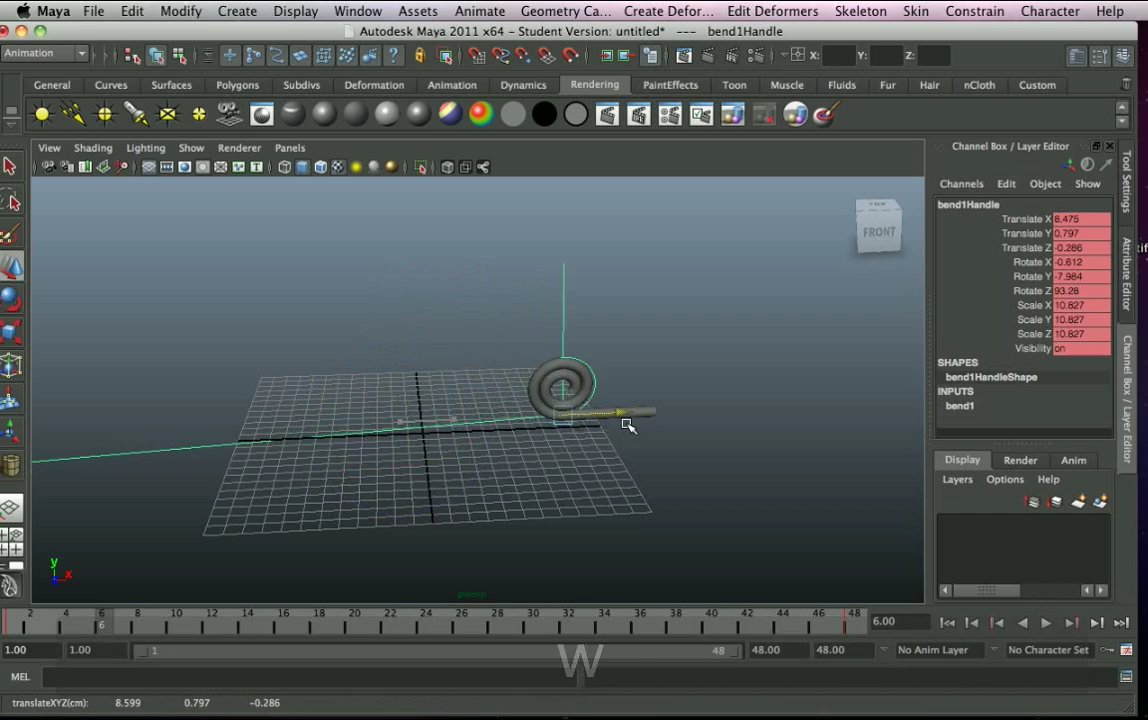 Maya File Edit Modify Create Display Window Assets Animate Geometry Ca... Create Defor... Edit Deformers Skeleton Skin Constrain Character Help
Autodesk Maya 2011 x64 - Student Version: untitled* --- bend1Handle
Animation X: Y: Z:
General Curves Surfaces Polygons Subdivs Deformation Animation Dynamics Rendering PaintEffects Toon Muscle Fluids Fur Hair nCloth Custom
View Shading Lighting Show Renderer Panels
Channel Box / Layer Editor
Channels Edit Object Show
bend1Handle
Translate X 8.475
Translate Y 0.797
Translate Z -0.286
Rotate X -0.612
Rotate Y -7.984
Rotate Z 93.28
Scale X 10.827
Scale Y 10.827
Scale Z 10.827
Visibility on
SHAPES
bend1HandleShape
INPUTS
bend1
Display Render Anim
Layers Options Help
Tool Settings
Attribute Editor
Channel Box / Layer Editor
TOP
FRONT
y
x
persp
2 4 6 8 10 12 14 16 18 20 22 24 26 28 30 32 34 36 38 40 42 44 46 48
6
6.00
1.00 1.00 1 48 48.00 48.00 No Anim Layer No Character Set
W
MEL
translateXYZ(cm): 8.599 0.797 -0.286